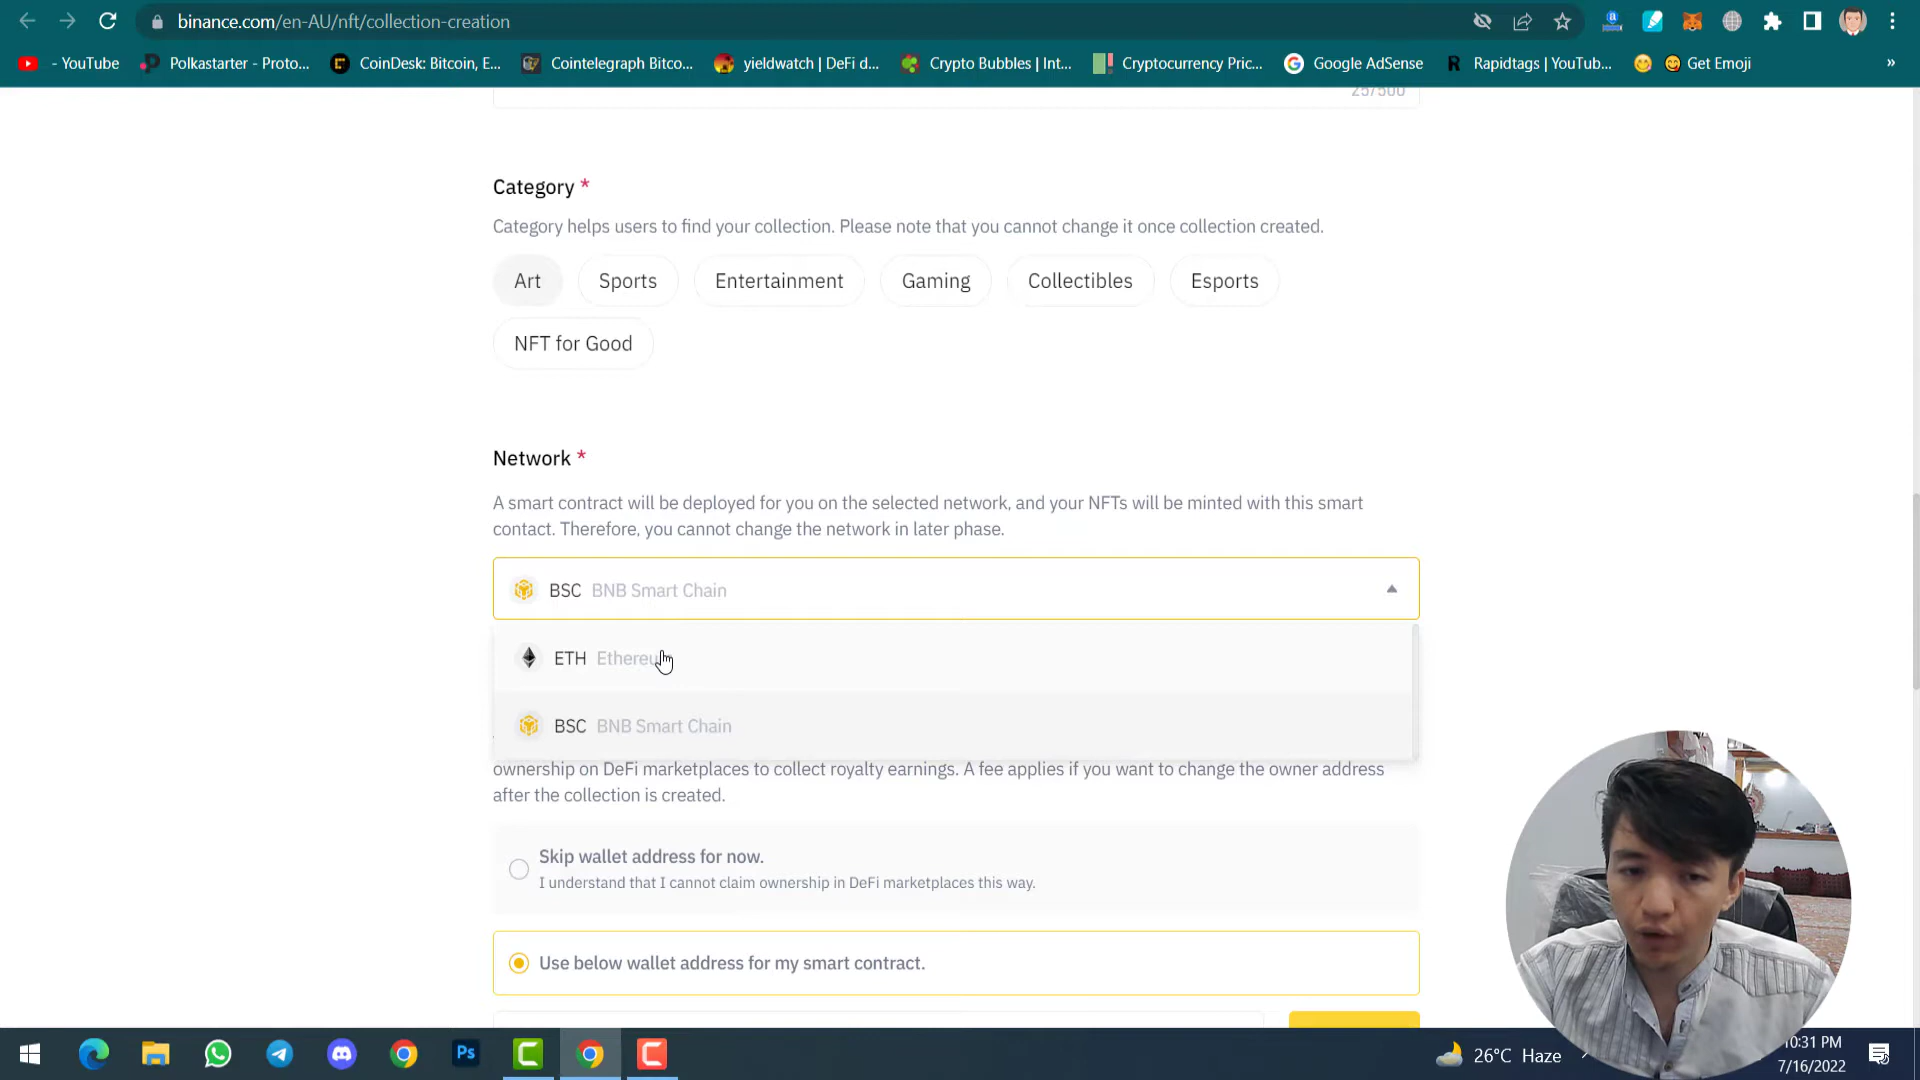 binance.com/en-AU/nft/collection-creation
- YouTube
Polkastarter - Proto...
CoinDesk: Bitcoin, E...
Cointelegraph Bitco...
yieldwatch | DeFi d...
Crypto Bubbles | Int...
Cryptocurrency Pric...
Google AdSense
Rapidtags | YouTub...
Get Emoji
»
25/500
Category *
Category helps users to find your collection. Please note that you cannot change it once collection created.
Art
Sports
Entertainment
Gaming
Collectibles
Esports
NFT for Good
Network *
A smart contract will be deployed for you on the selected network, and your NFTs will be minted with this smart
contact. Therefore, you cannot change the network in later phase.
BSC BNB Smart Chain
ETH Ethereu
BSC BNB Smart Chain
ownership on DeFi marketplaces to collect royalty earnings. A fee applies if you want to change the owner address
after the collection is created.
Skip wallet address for now.
I understand that I cannot claim ownership in DeFi marketplaces this way.
Use below wallet address for my smart contract.
Ps
26°C Haze
10:31 PM
7/16/2022